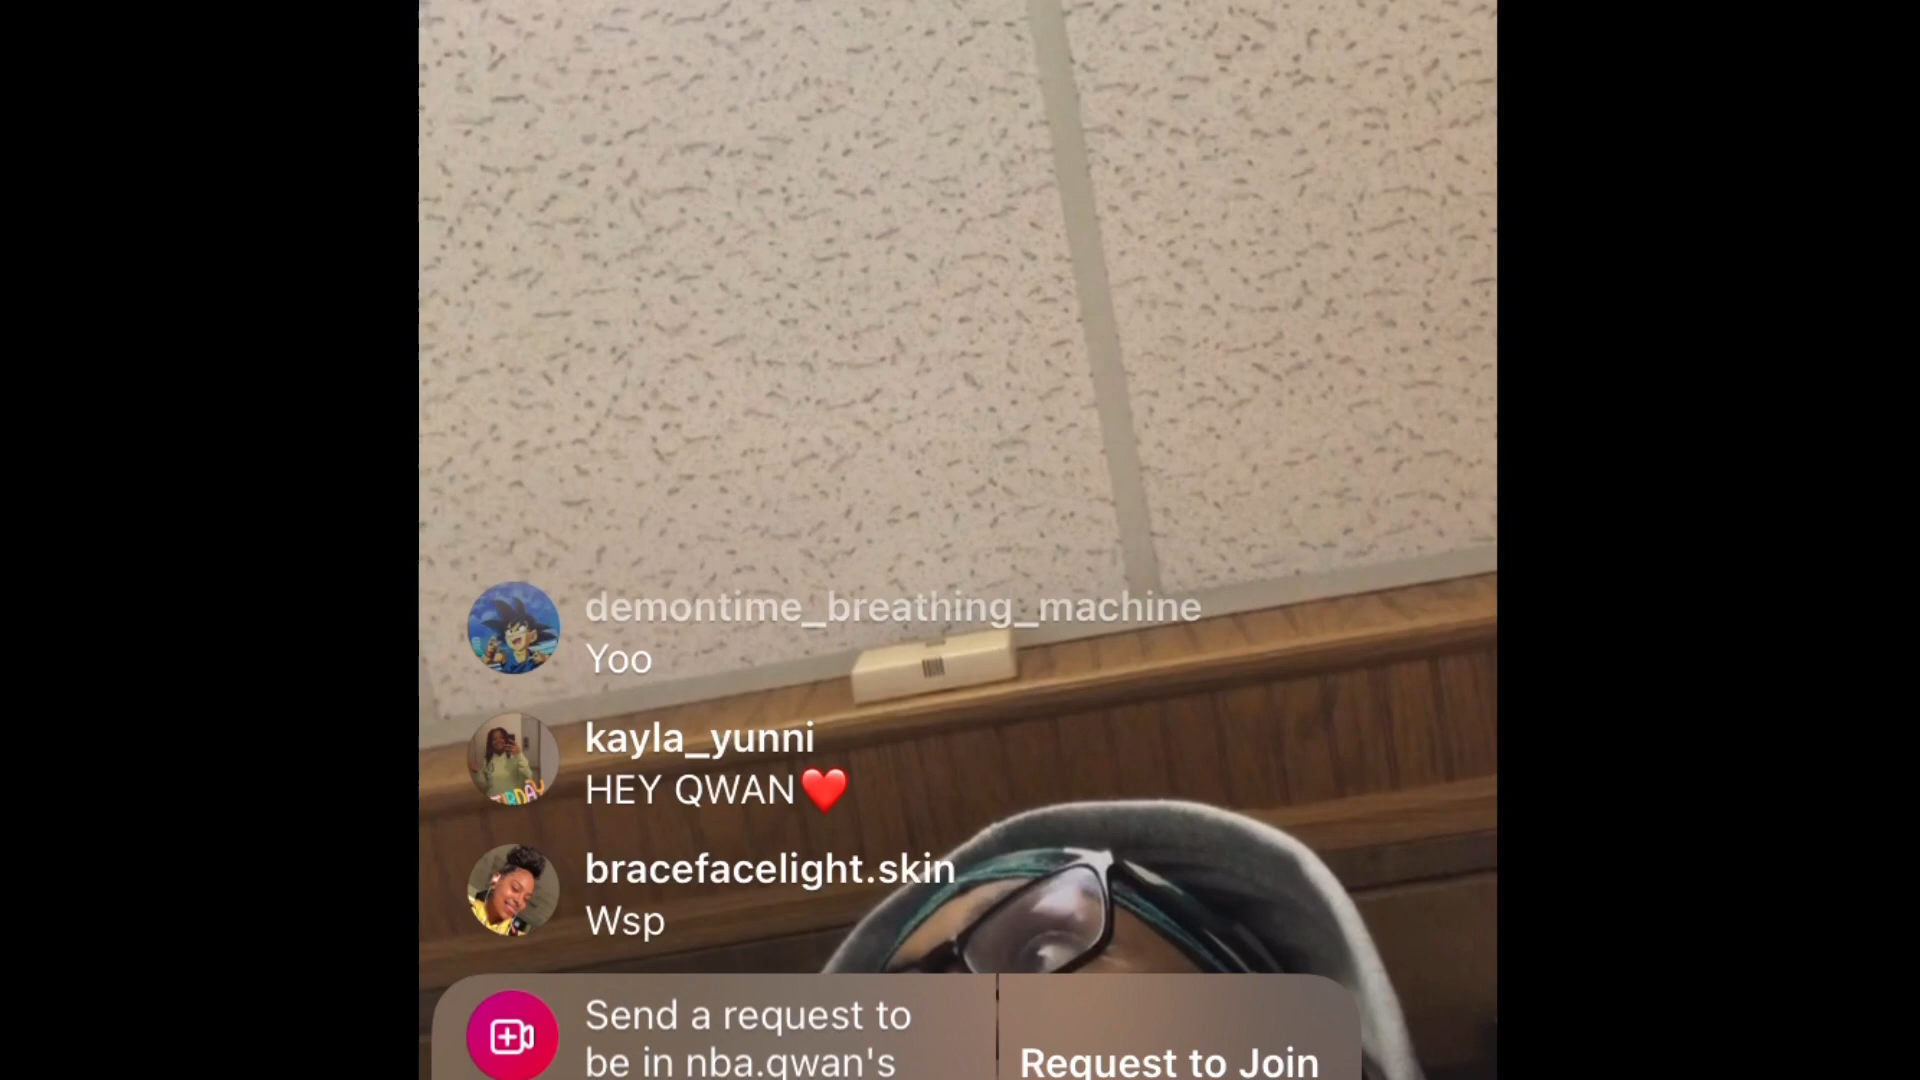 demontime_breathing_machine
Yoo
kayla_yunni
HEY QWAN❤️
bracefacelight.skin
Wsp
Send a request to
be in nba.qwan's
Request to Join